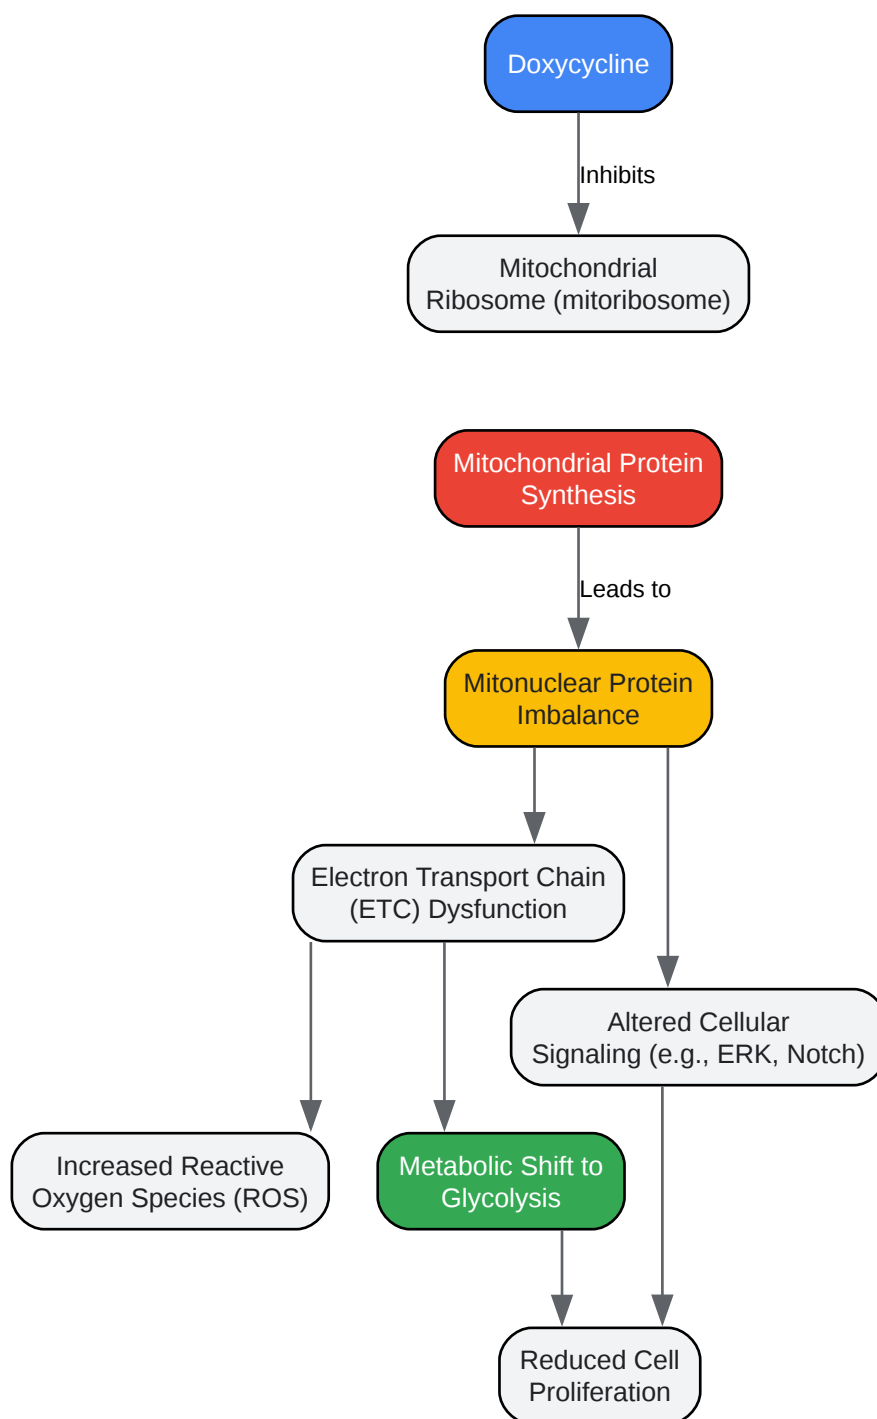 Doxycycline
Inhibits
Mitochondrial
Ribosome (mitoribosome)
Mitochondrial Protein
Synthesis
Leads to
Mitonuclear Protein
Imbalance
Electron Transport Chain
(ETC) Dysfunction
Altered Cellular
Signaling (e.g., ERK, Notch)
Increased Reactive
Oxygen Species (ROS)
Metabolic Shift to
Glycolysis
Reduced Cell
Proliferation